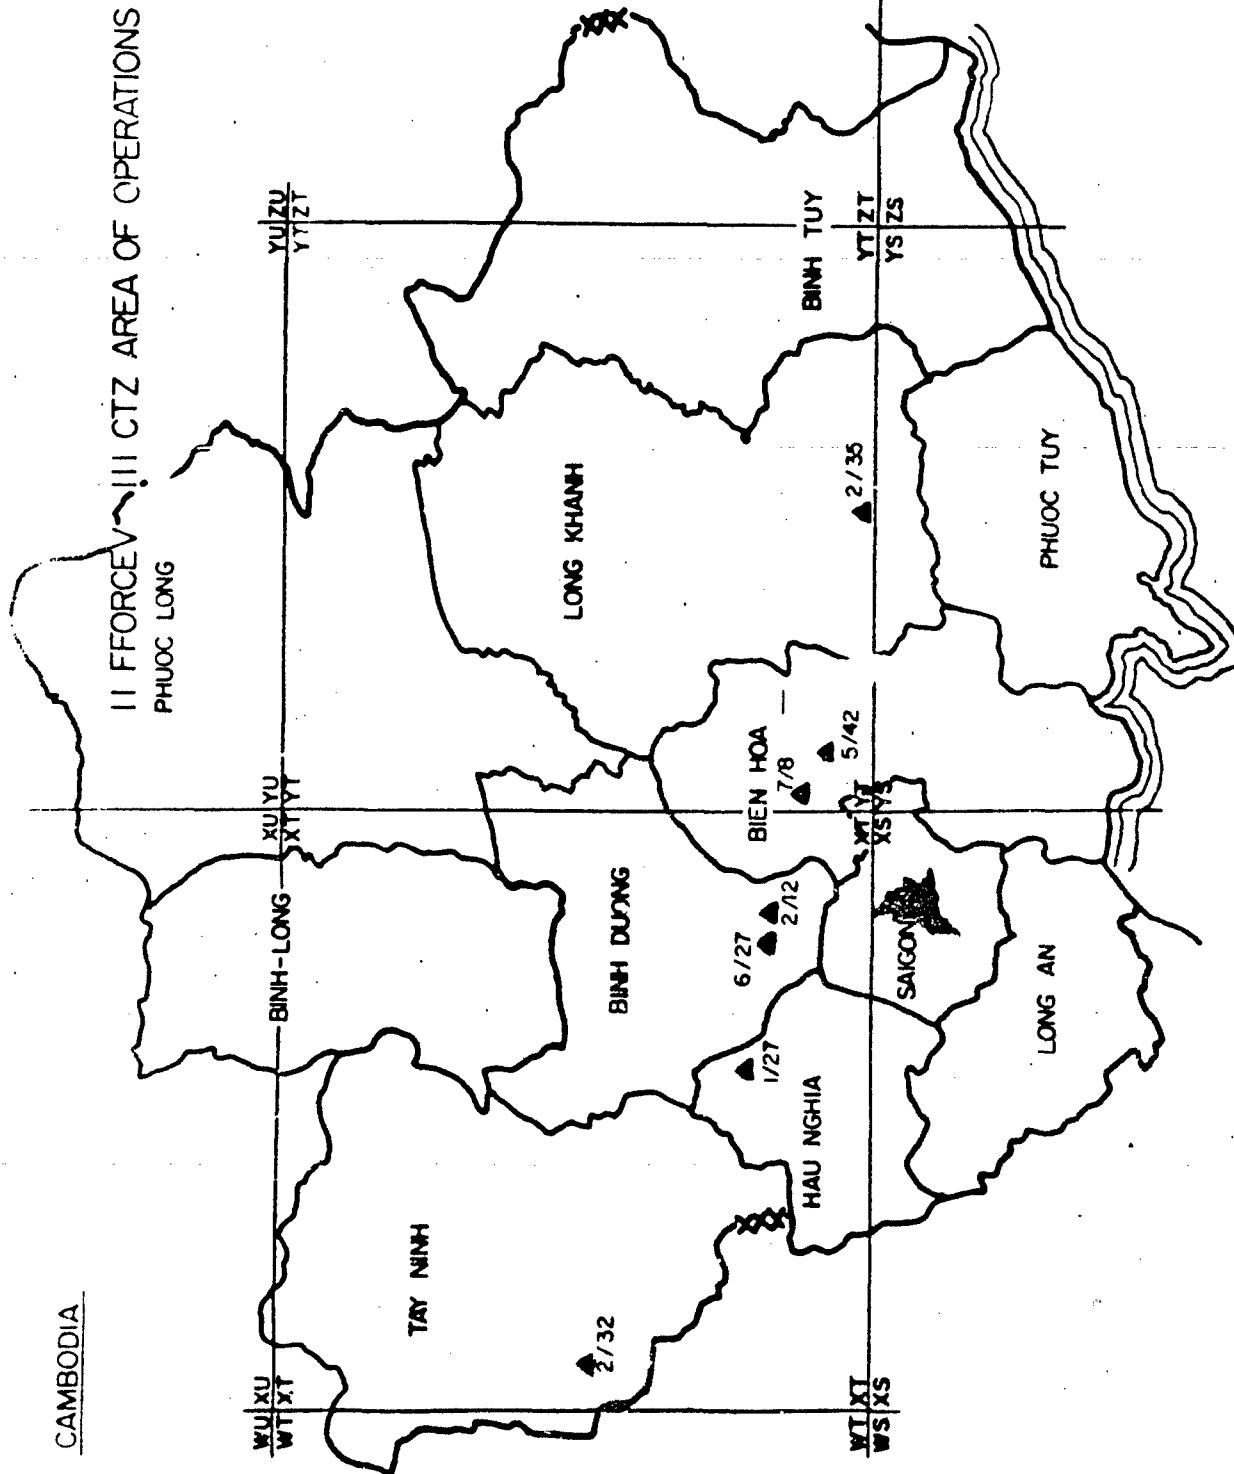 CAMBODIA
II FFORCEV III CTZ AREA OF OPERATIONS
PHUOC LONG
WU XU
WT XT
BINH-LONG
XU YU
XT YT
YU ZU
YT ZT
TAY NINH
LONG KHANH
2/32
BINH DUONG
6/27
1/27
2/12
BIEN HOA
7/8
5/42
HAU NGHIA
BINH TUY
2/35
WT XT
WS XS
XT YT
XS YS
YT ZT
YS ZS
SAIGON
LONG AN
PHUOC TUY